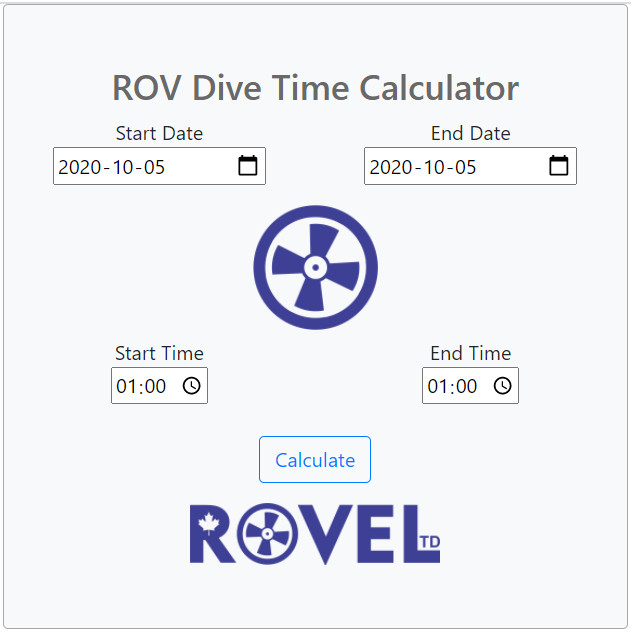 ROV Dive Time Calculator
Start Date End Date
2020-10-05 2020-10-05
Start Time End Time
01:00 01:00
Calculate
ROVEL TD